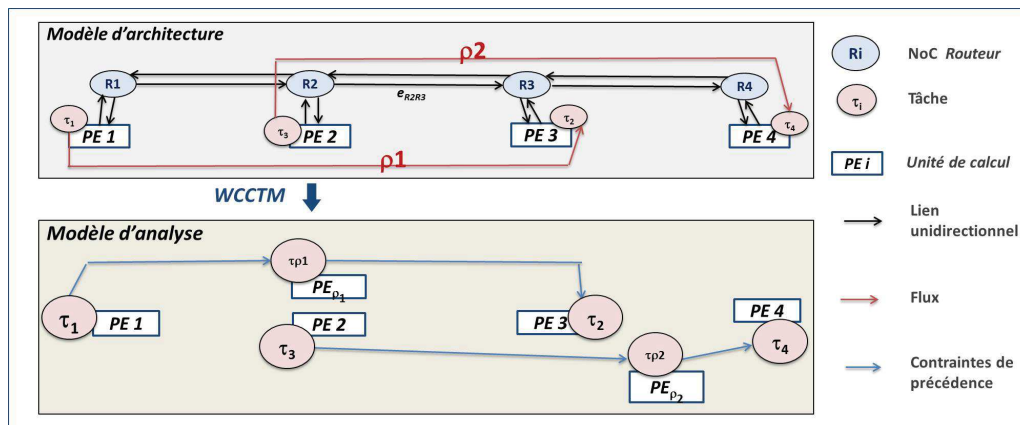 Modèle d'architecture
ρ2
R1
R2
R3
R4
eR2R3
τ1
PE 1
τ3
PE 2
PE 3
τ2
PE 4
τ4
ρ1
WCCTM
Modèle d'analyse
τρ1
PEρ1
τ1
PE 1
PE 2
τ3
PE 3
τ2
PE 4
τ4
τρ2
PEρ2
Ri
NoC Routeur
τi
Tâche
PE i
Unité de calcul
Lien
unidirectionnel
Flux
Contraintes de
précédence